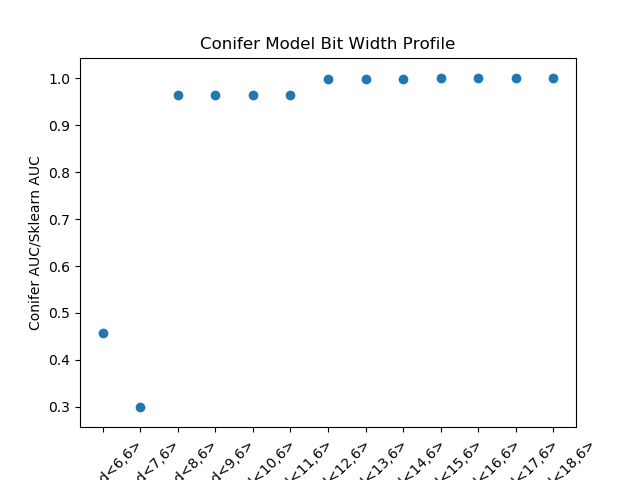 Conifer Model Bit Width Profile
Conifer AUC/Sklearn AUC
1.0
0.9
0.8
0.7
0.6
0.5
0.4
0.3
d<6,6>
d<7,6>
d<8,6>
d<9,6>
d<10,6>
d<11,6>
d<12,6>
d<13,6>
d<14,6>
d<15,6>
d<16,6>
d<17,6>
d<18,6>